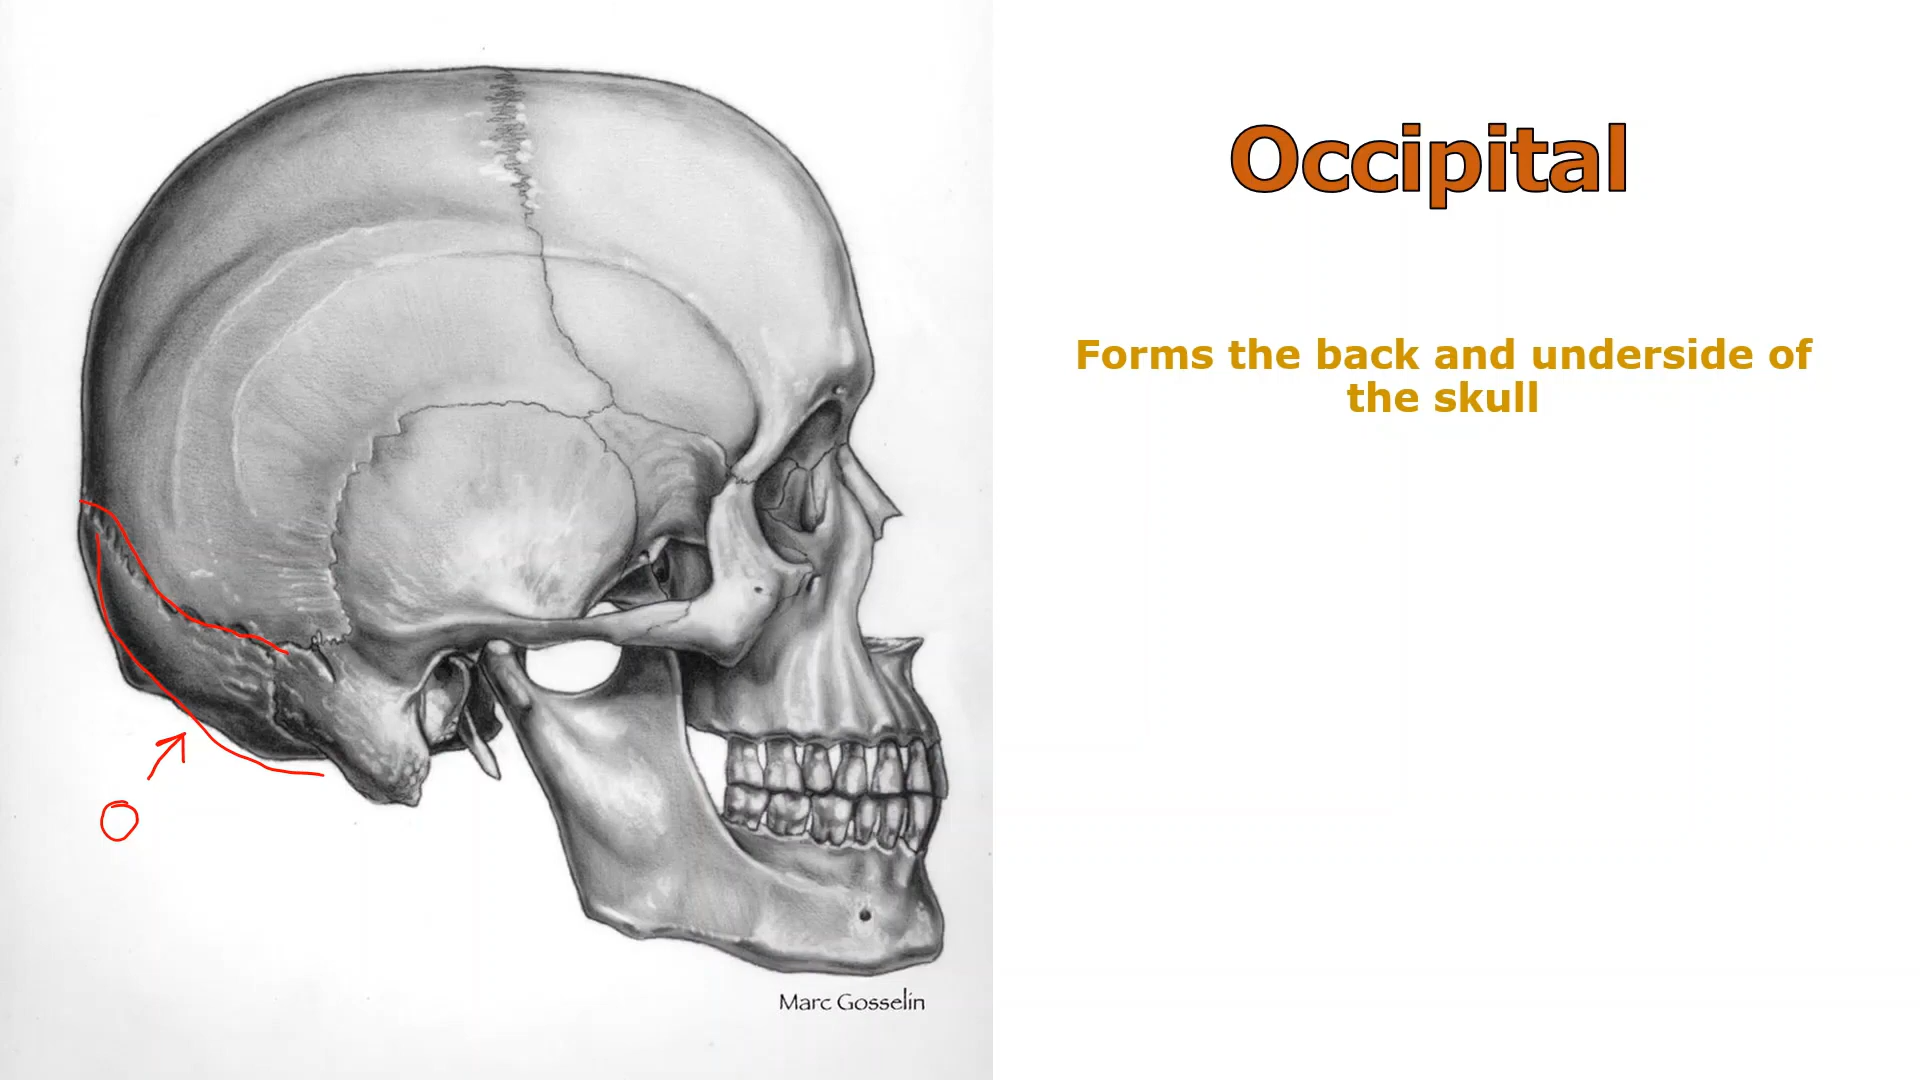 Occipital
Forms the back and underside of
the skull
O
Marc Gosselin